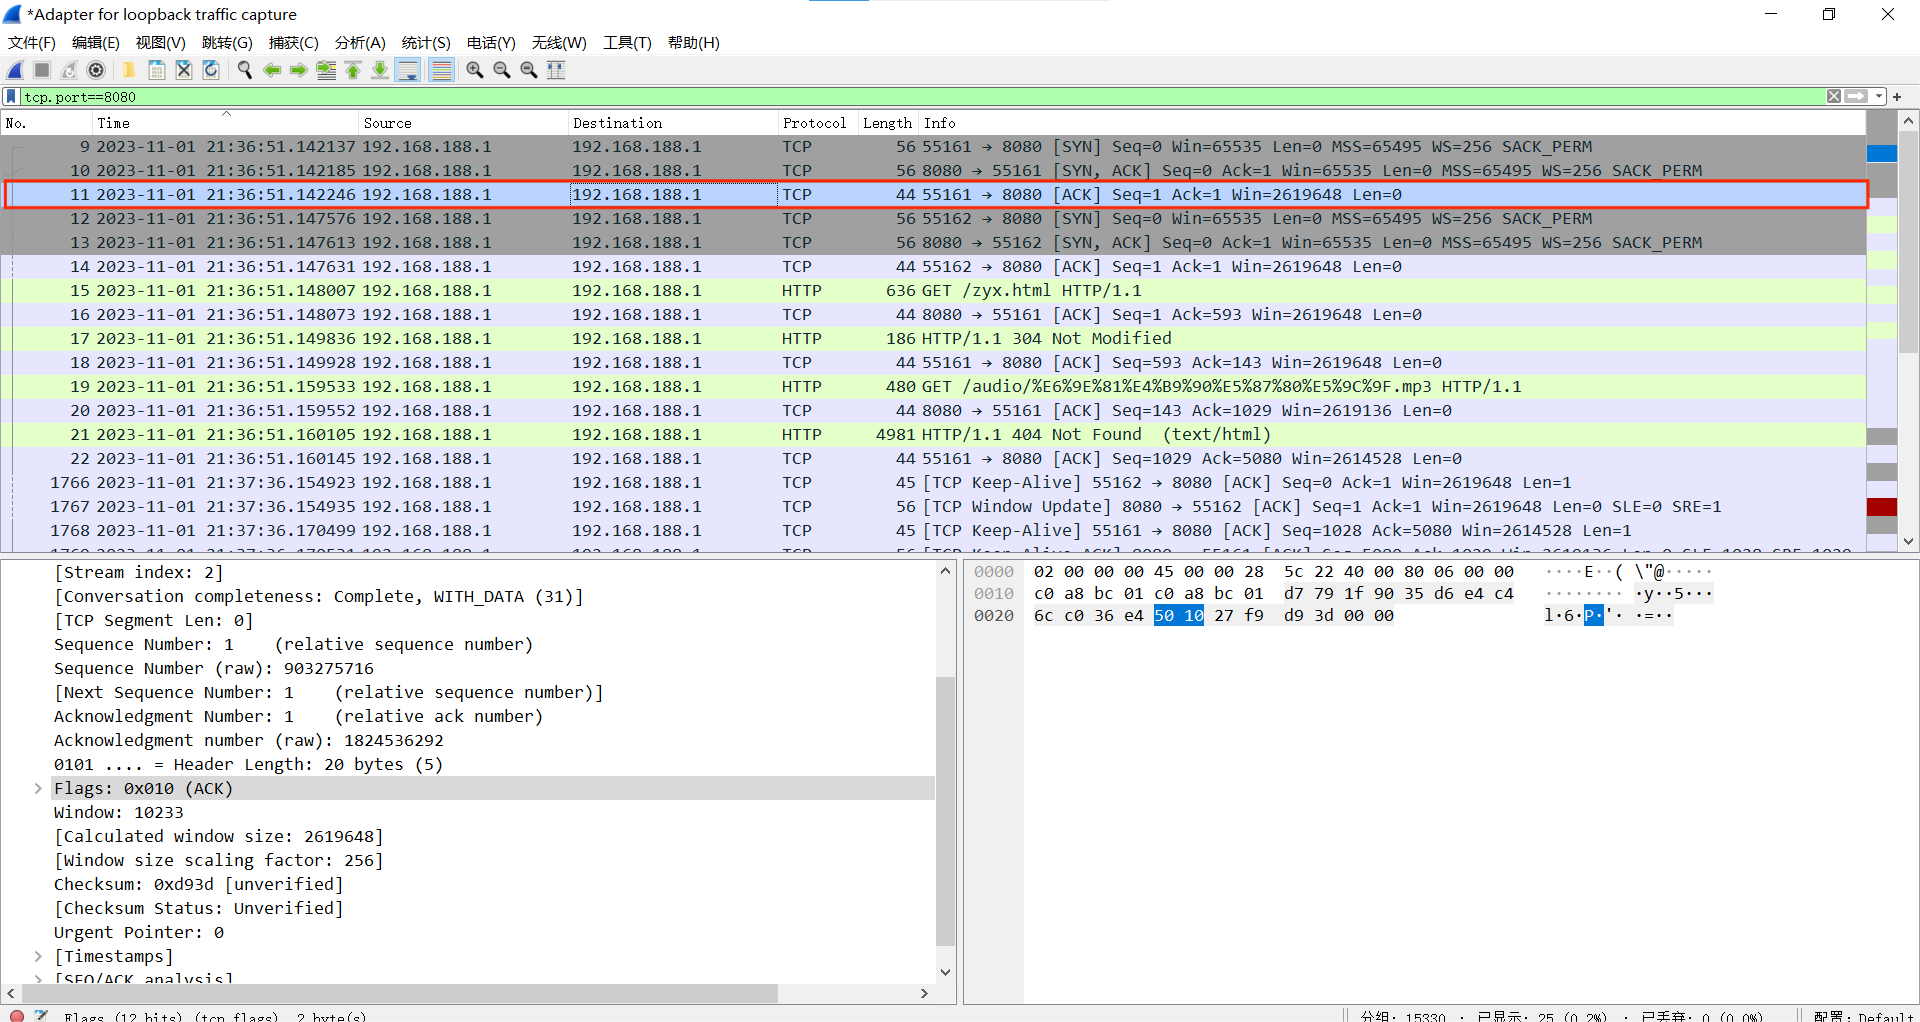 *Adapter for loopback traffic capture
文件(F) 编辑(E) 视图(V) 跳转(G) 捕获(C) 分析(A) 统计(S) 电话(Y) 无线(W) 工具(T) 帮助(H)
tcp.port==8080
No. Time Source Destination Protocol Length Info
9 2023-11-01 21:36:51.142137 192.168.188.1 192.168.188.1 TCP 56 55161 → 8080 [SYN] Seq=0 Win=65535 Len=0 MSS=65495 WS=256 SACK_PERM
10 2023-11-01 21:36:51.142185 192.168.188.1 192.168.188.1 TCP 56 8080 → 55161 [SYN, ACK] Seq=0 Ack=1 Win=65535 Len=0 MSS=65495 WS=256 SACK_PERM
11 2023-11-01 21:36:51.142246 192.168.188.1 192.168.188.1 TCP 44 55161 → 8080 [ACK] Seq=1 Ack=1 Win=2619648 Len=0
12 2023-11-01 21:36:51.147576 192.168.188.1 192.168.188.1 TCP 56 55162 → 8080 [SYN] Seq=0 Win=65535 Len=0 MSS=65495 WS=256 SACK_PERM
13 2023-11-01 21:36:51.147613 192.168.188.1 192.168.188.1 TCP 56 8080 → 55162 [SYN, ACK] Seq=0 Ack=1 Win=65535 Len=0 MSS=65495 WS=256 SACK_PERM
14 2023-11-01 21:36:51.147631 192.168.188.1 192.168.188.1 TCP 44 55162 → 8080 [ACK] Seq=1 Ack=1 Win=2619648 Len=0
15 2023-11-01 21:36:51.148007 192.168.188.1 192.168.188.1 HTTP 636 GET /zyx.html HTTP/1.1
16 2023-11-01 21:36:51.148073 192.168.188.1 192.168.188.1 TCP 44 8080 → 55161 [ACK] Seq=1 Ack=593 Win=2619648 Len=0
17 2023-11-01 21:36:51.149836 192.168.188.1 192.168.188.1 HTTP 186 HTTP/1.1 304 Not Modified
18 2023-11-01 21:36:51.149928 192.168.188.1 192.168.188.1 TCP 44 55161 → 8080 [ACK] Seq=593 Ack=143 Win=2619648 Len=0
19 2023-11-01 21:36:51.159533 192.168.188.1 192.168.188.1 HTTP 480 GET /audio/%E6%9E%81%E4%B9%90%E5%87%80%E5%9C%9F.mp3 HTTP/1.1
20 2023-11-01 21:36:51.159552 192.168.188.1 192.168.188.1 TCP 44 8080 → 55161 [ACK] Seq=143 Ack=1029 Win=2619136 Len=0
21 2023-11-01 21:36:51.160105 192.168.188.1 192.168.188.1 HTTP 4981 HTTP/1.1 404 Not Found (text/html)
22 2023-11-01 21:36:51.160145 192.168.188.1 192.168.188.1 TCP 44 55161 → 8080 [ACK] Seq=1029 Ack=5080 Win=2614528 Len=0
1766 2023-11-01 21:37:36.154923 192.168.188.1 192.168.188.1 TCP 45 [TCP Keep-Alive] 55162 → 8080 [ACK] Seq=0 Ack=1 Win=2619648 Len=1
1767 2023-11-01 21:37:36.154935 192.168.188.1 192.168.188.1 TCP 56 [TCP Window Update] 8080 → 55162 [ACK] Seq=1 Ack=1 Win=2619648 Len=0 SLE=0 SRE=1
1768 2023-11-01 21:37:36.170499 192.168.188.1 192.168.188.1 TCP 45 [TCP Keep-Alive] 55161 → 8080 [ACK] Seq=1028 Ack=5080 Win=2614528 Len=1
[Stream index: 2]
[Conversation completeness: Complete, WITH_DATA (31)]
[TCP Segment Len: 0]
Sequence Number: 1 (relative sequence number)
Sequence Number (raw): 903275716
[Next Sequence Number: 1 (relative sequence number)]
Acknowledgment Number: 1 (relative ack number)
Acknowledgment number (raw): 1824536292
0101 .... = Header Length: 20 bytes (5)
Flags: 0x010 (ACK)
Window: 10233
[Calculated window size: 2619648]
[Window size scaling factor: 256]
Checksum: 0xd93d [unverified]
[Checksum Status: Unverified]
Urgent Pointer: 0
[Timestamps]
[SEQ/ACK analysis]
0000 02 00 00 00 45 00 00 28 5c 22 40 00 80 06 00 00 ····E··( \"@·····
0010 c0 a8 bc 01 c0 a8 bc 01 d7 79 1f 90 35 d6 e4 c4 ········ ·y··5···
0020 6c c0 36 e4 50 10 27 f9 d9 3d 00 00 l·6·P·'· ·=··
Flags (12 bits) (tcp.flags), 2 byte(s)
分组: 15330 · 已显示: 25 (0.2%) · 已丢弃: 0 (0.0%)
配置: Default